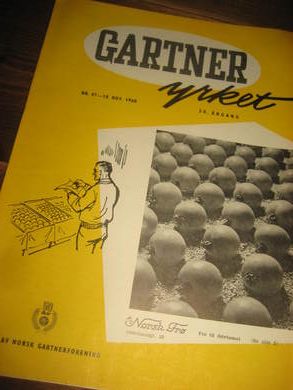 GARTNER
yrket
NR. 47 - 18 NOV. 1960
50. ÅRGANG
Norsk Frø
AV NORSK GARTNERFORENING